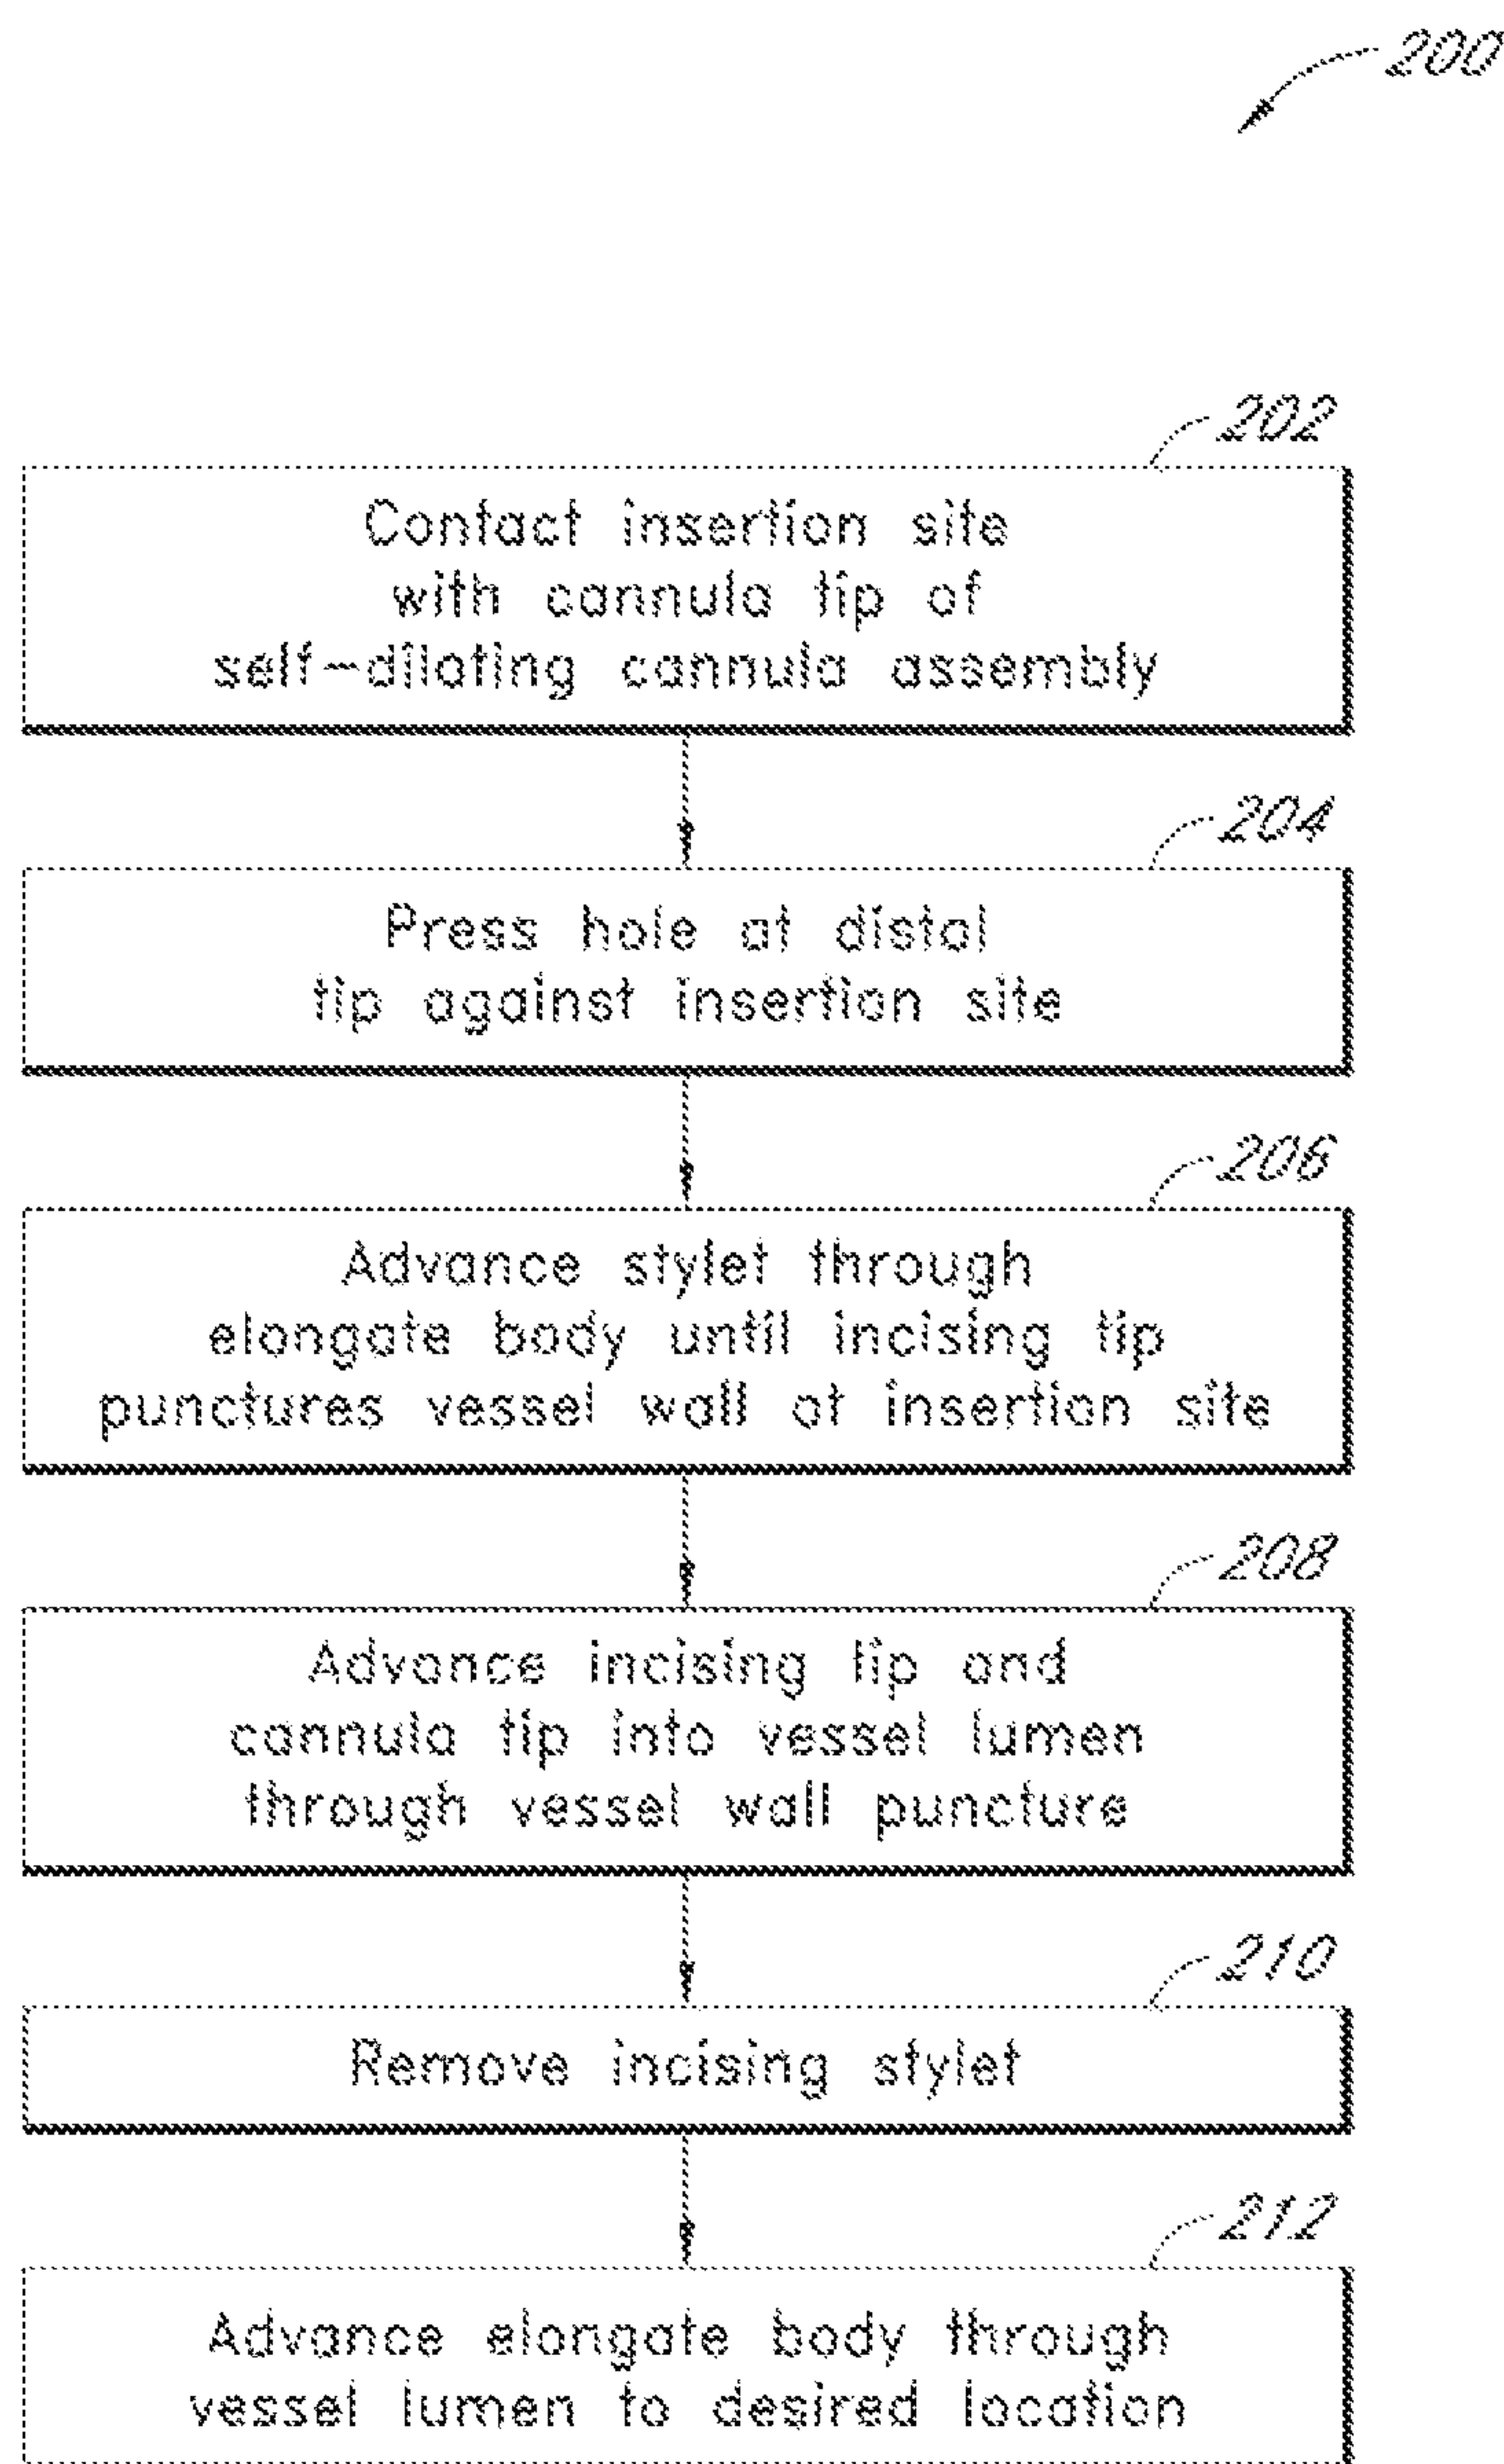 200
202
Contact insertion site
with cannula tip of
self-dilating cannula assembly
204
Press hole at distal
tip against insertion site
206
Advance stylet through
elongate body until incising tip
punctures vessel wall at insertion site
208
Advance incising tip and
cannula tip into vessel lumen
through vessel wall puncture
210
Remove incising stylet
212
Advance elongate body through
vessel lumen to desired location